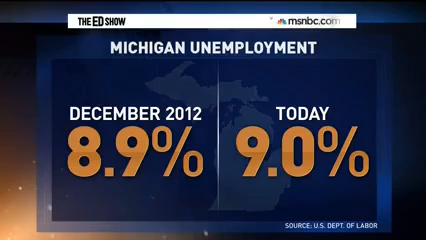 THE ED SHOW
msnbc.com
MICHIGAN UNEMPLOYMENT
DECEMBER 2012
8.9%
TODAY
9.0%
SOURCE: U.S. DEPT. OF LABOR